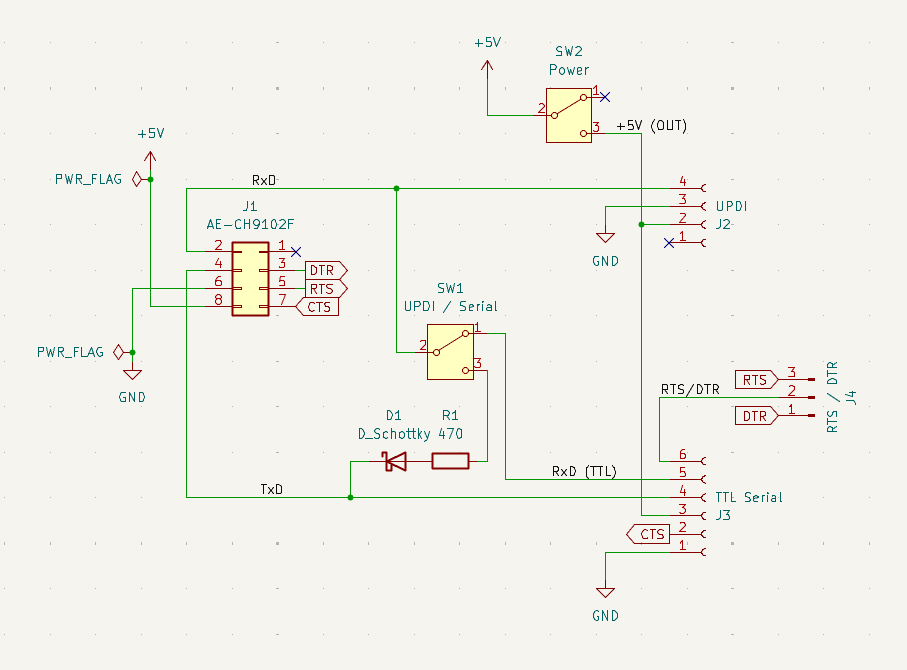 +5V
SW2
Power
1
2
3
+5V (OUT)
+5V
PWR_FLAG
RxD
J1
AE-CH9102F
2
1
4
3
DTR
6
5
RTS
8
7
CTS
PWR_FLAG
GND
4
3
UPDI
2
J2
1
GND
SW1
UPDI / Serial
1
2
3
D1
R1
D_Schottky
470
RTS/DTR
RTS
3
2
DTR
1
RTS / DTR
J4
6
RxD (TTL)
5
TxD
4
TTL Serial
3
J3
CTS
2
1
GND